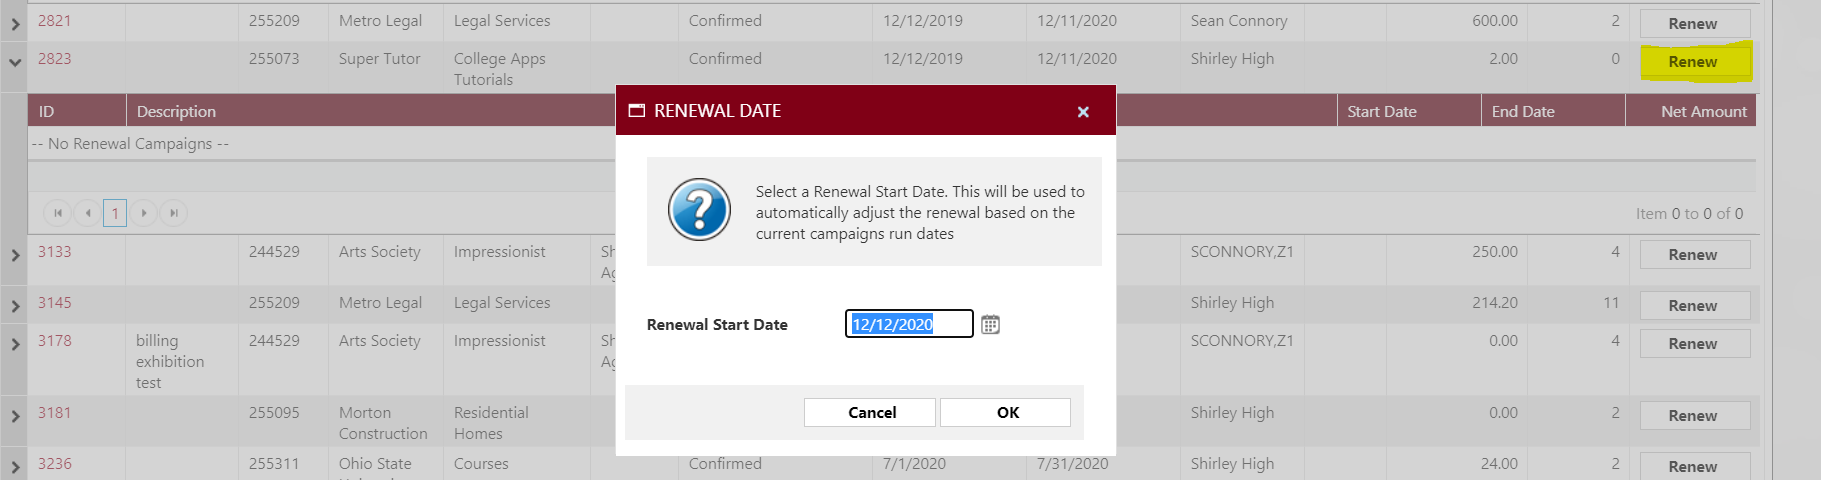 2821 255209 Metro Legal Legal Services Confirmed 12/12/2019 12/11/2020 Sean Connory 600.00 2 Renew
2823 255073 Super Tutor College Apps Confirmed 12/12/2019 12/11/2020 Shirley High 2.00 0 Renew
Tutorials
ID Description Start Date End Date Net Amount
-- No Renewal Campaigns --
1 Item 0 to 0 of 0
RENEWAL DATE
Select a Renewal Start Date. This will be used to
automatically adjust the renewal based on the
current campaigns run dates
Renewal Start Date 12/12/2020
Cancel OK
3133 244529 Arts Society Impressionist Sh SCONNORY,Z1 250.00 4 Renew
Ag
3145 255209 Metro Legal Legal Services Shirley High 214.20 11 Renew
3178 billing 244529 Arts Society Impressionist Sh SCONNORY,Z1 0.00 4 Renew
exhibition Ag
test
3181 255095 Morton Residential Shirley High 0.00 2 Renew
Construction Homes
3236 255311 Ohio State Courses Confirmed 7/1/2020 7/31/2020 Shirley High 24.00 2 Renew